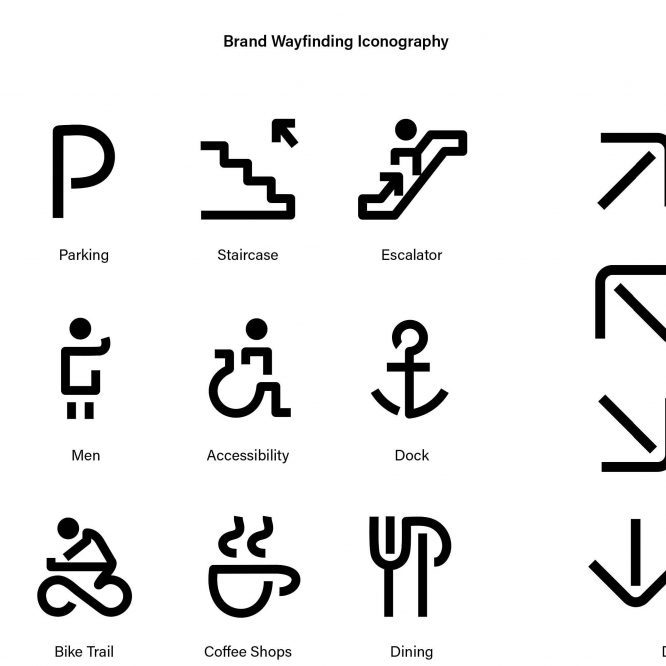 Brand Wayfinding Iconography
Parking
Staircase
Escalator
Men
Accessibility
Dock
Bike Trail
Coffee Shops
Dining